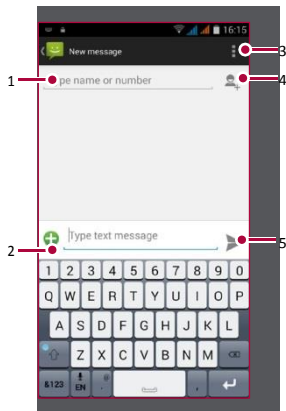 16:15
New message
3
1
pe name or number
4
Type text message
2
5
1 2 3 4 5 6 7 8 9 0
Q W E R T Y U I O P
A S D F G H J K L
Z X C V B N M
&123 EN # . ,